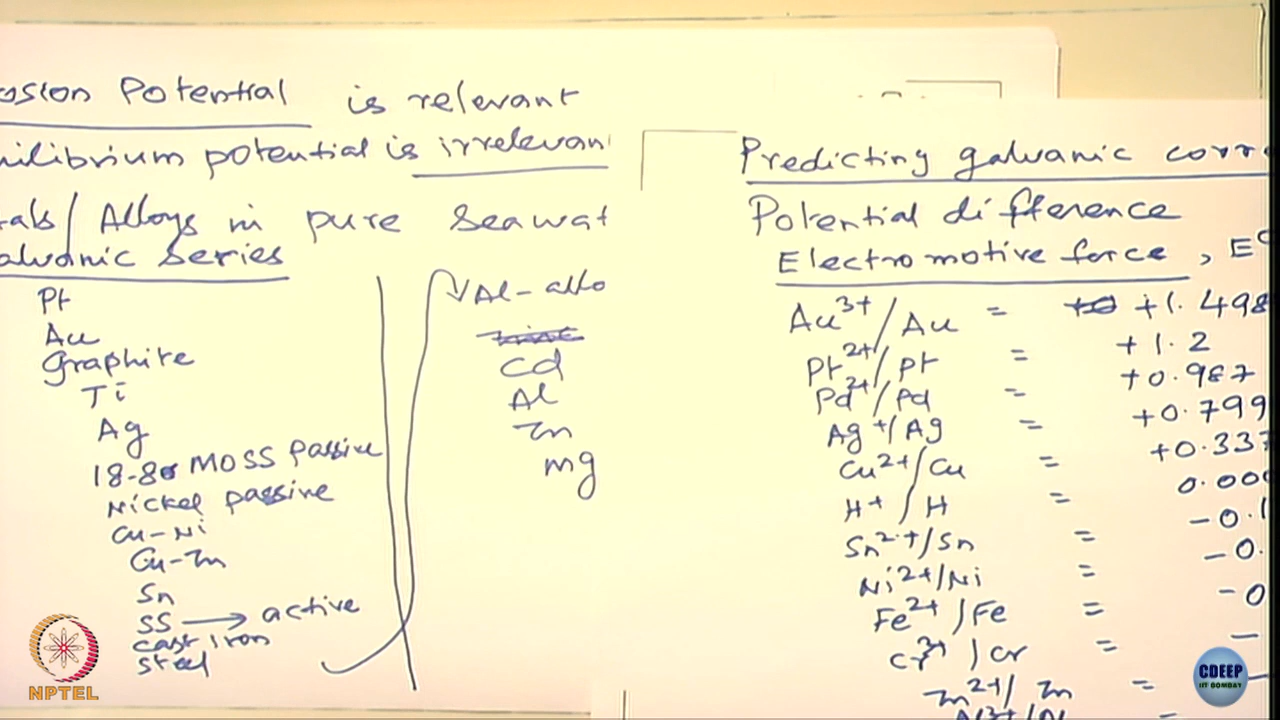 osion Potential is relevant
uilibrium potential is irrelevan
als / Alloys in pure seawat
alvanic series
Pt
Au
Graphite
Ti
Ag
18-8 MOSS passive
Nickel passive
Cu-Ni
Cu-Zn
Sn
SS → active
cast iron
steel
Al-allo
Cd
Al
Zn
mg
Predicting galvanic corr
Potential difference
Electromotive force, E
Au3+/Au = +1.498
Pt2+/Pt = +1.2
Pd2+/Pd = +0.987
Ag+/Ag = +0.799
Cu2+/Cu = +0.337
H+/H = 0.000
Sn2+/Sn = -0.1
Ni2+/Ni = -0.
Fe2+/Fe = -0
Cr3+/Cr = -
Zn2+/Zn = -
NPTEL
CDEEP
IIT BOMBAY